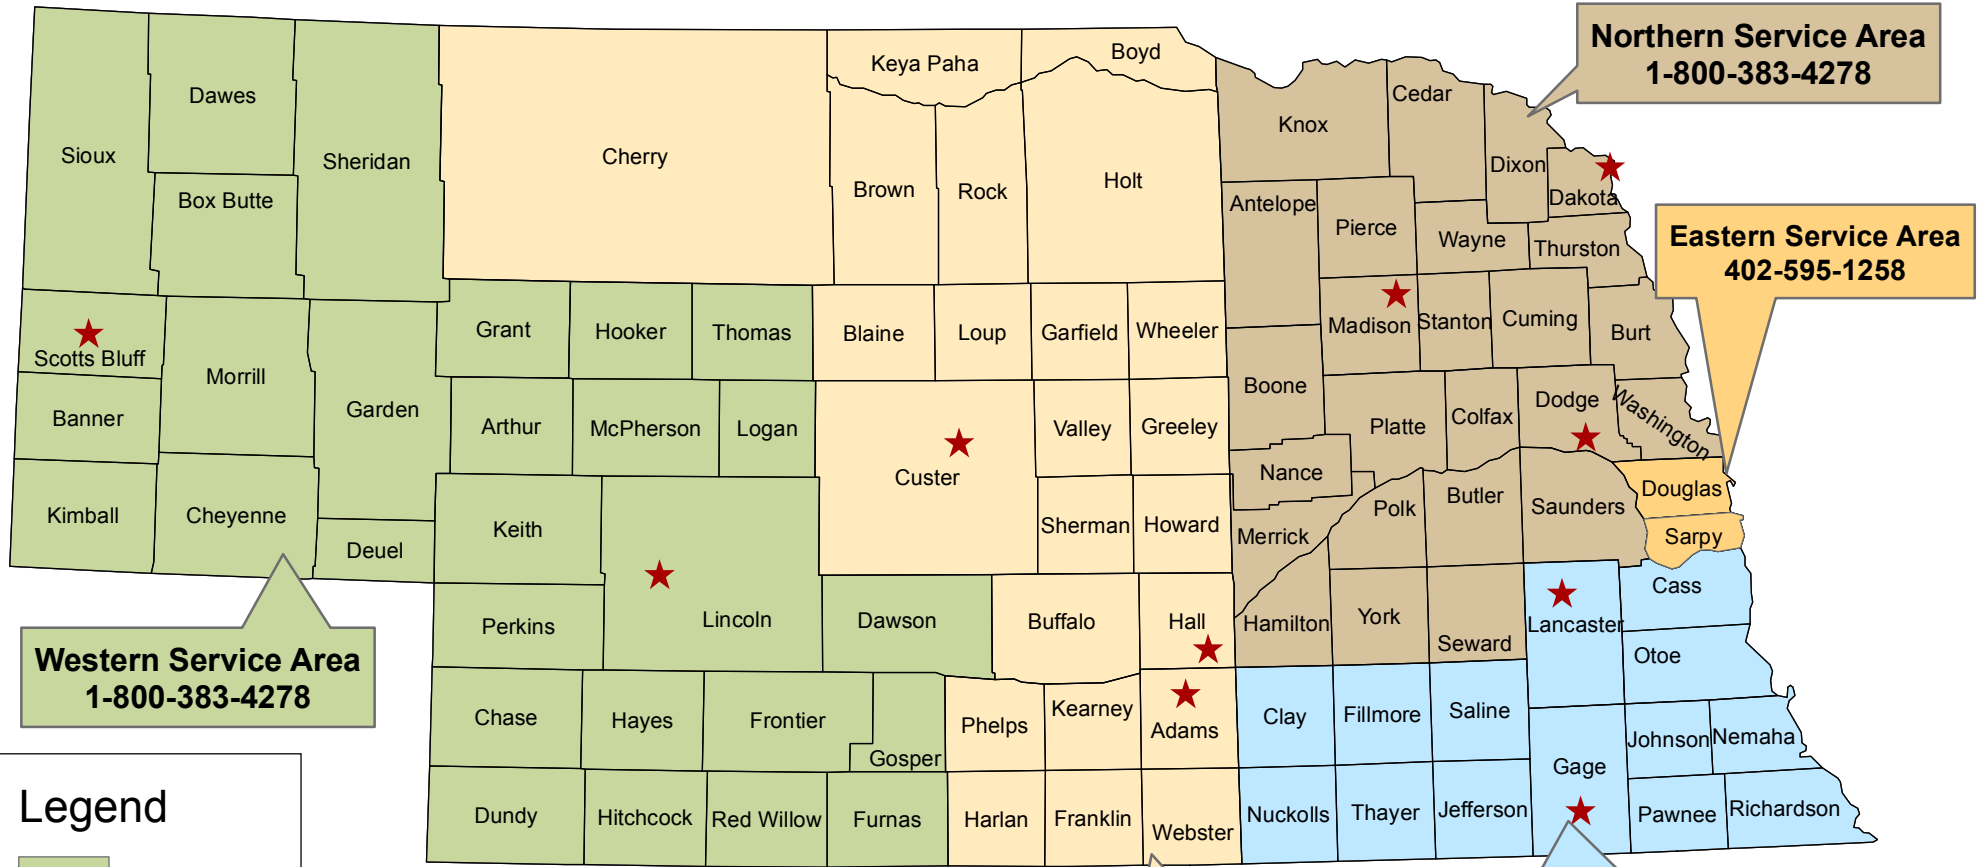 Northern Service Area
1-800-383-4278
Eastern Service Area
402-595-1258
Western Service Area
1-800-383-4278
Legend
Sioux
Dawes
Box Butte
Sheridan
Scotts Bluff
Banner
Morrill
Garden
Kimball
Cheyenne
Deuel
Cherry
Keya Paha
Boyd
Brown
Rock
Holt
Grant
Hooker
Thomas
Blaine
Loup
Garfield
Wheeler
Arthur
McPherson
Logan
Custer
Valley
Greeley
Sherman
Howard
Keith
Lincoln
Perkins
Dawson
Buffalo
Hall
Chase
Hayes
Frontier
Gosper
Phelps
Kearney
Adams
Dundy
Hitchcock
Red Willow
Furnas
Harlan
Franklin
Webster
Knox
Cedar
Dixon
Dakota
Antelope
Pierce
Wayne
Thurston
Madison
Stanton
Cuming
Burt
Boone
Platte
Colfax
Dodge
Washington
Nance
Merrick
Polk
Butler
Saunders
Hamilton
York
Seward
Douglas
Sarpy
Cass
Lancaster
Otoe
Clay
Fillmore
Saline
Gage
Johnson
Nemaha
Nuckolls
Thayer
Jefferson
Pawnee
Richardson